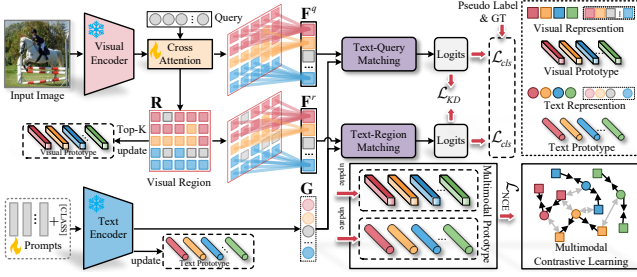 Input Image
Visual
Encoder
Query
Cross
Attention
F^q
Text-Query
Matching
Logits
Pseudo Label
& GT
L_cls
L_KD
R
Top-K
update
Visual Prototype
Visual Region
F^r
Text-Region
Matching
Logits
L_cls
Prompts
+
[CLASS]
Text
Encoder
update
Text Prototype
G
update
update
Multimodal Prototype
L_NCE
Visual Represention
Visual Prototype
Text Represention
Text Prototype
Multimodal
Contrastive Learning